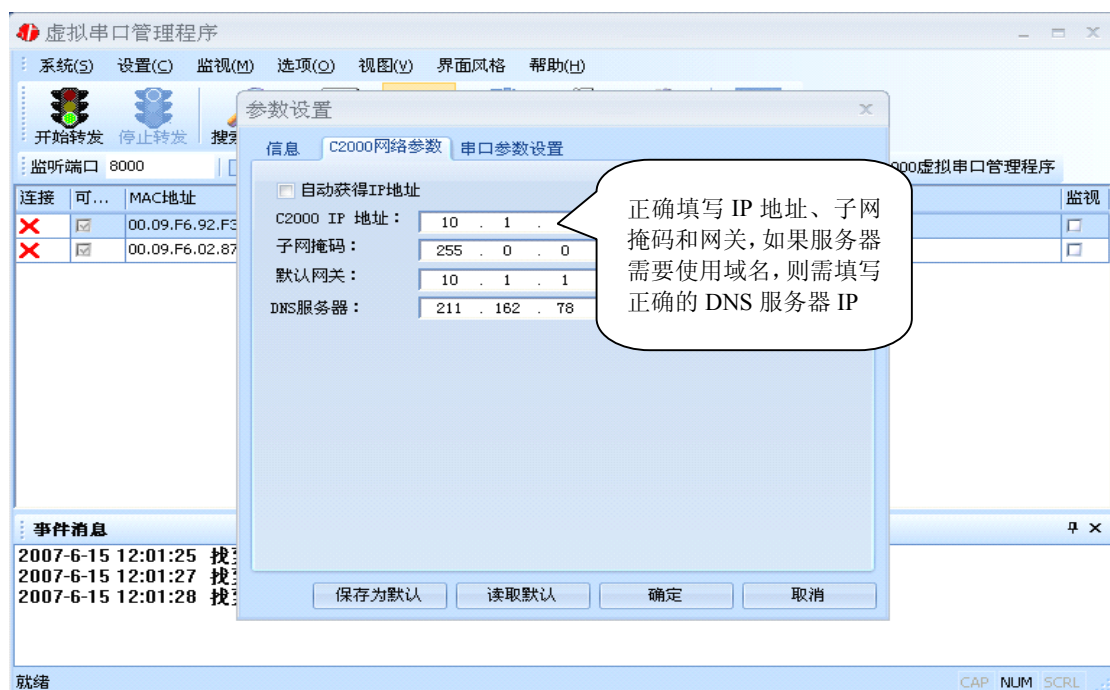 虚拟串口管理程序
系统(S) 设置(C) 监视(M) 选项(O) 视图(V) 界面风格 帮助(H)
开始转发 停止转发
监听端口 8000
000虚拟串口管理程序
连接 可... MAC地址 监视
00.09.F6.92.F3
00.09.F6.02.87
参数设置
信息 C2000网络参数 串口参数设置
自动获得IP地址
C2000 IP 地址： 10 . 1 .
子网掩码： 255 . 0 . 0
默认网关： 10 . 1 . 1
DNS服务器： 211 . 162 . 78
正确填写 IP 地址、子网
掩码和网关，如果服务器
需要使用域名，则需填写
正确的 DNS 服务器 IP
保存为默认 读取默认 确定 取消
事件消息
2007-6-15 12:01:25 找
2007-6-15 12:01:27 找
2007-6-15 12:01:28 找
就绪
CAP NUM SCRL